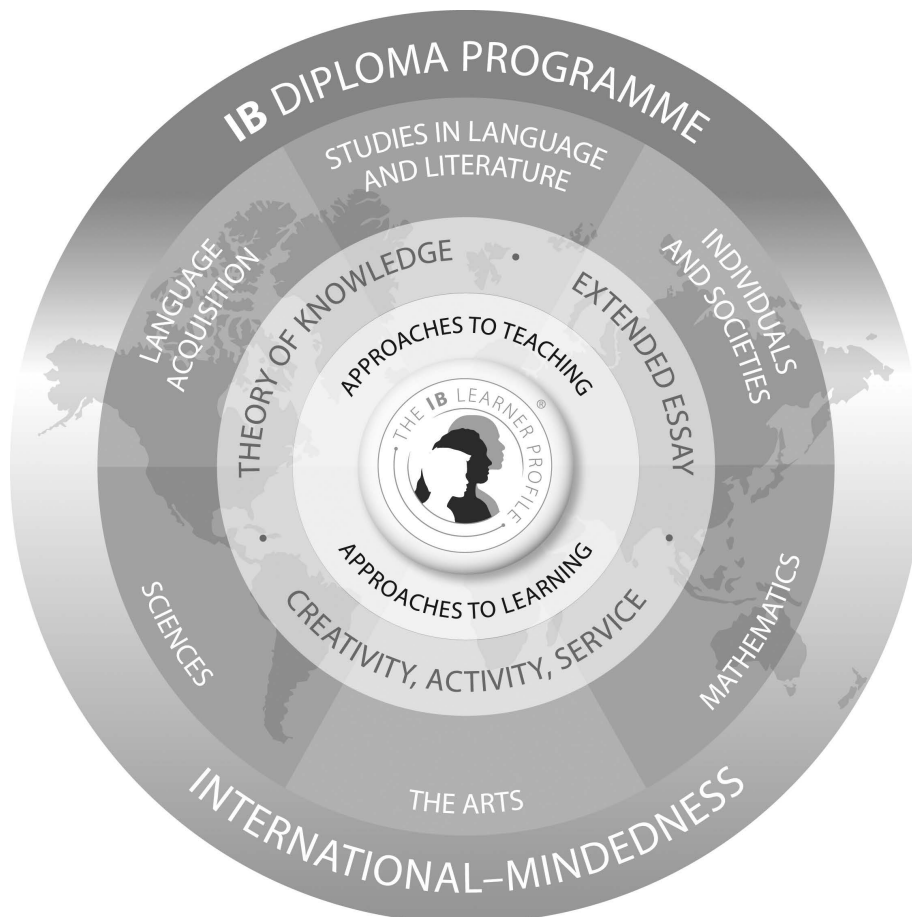 IB DIPLOMA PROGRAMME
STUDIES IN LANGUAGE
AND LITERATURE
LANGUAGE
ACQUISITION
INDIVIDUALS
AND SOCIETIES
THEORY OF KNOWLEDGE
EXTENDED ESSAY
APPROACHES TO TEACHING
THE IB LEARNER PROFILE
®
APPROACHES TO LEARNING
CREATIVITY, ACTIVITY, SERVICE
SCIENCES
MATHEMATICS
THE ARTS
INTERNATIONAL–MINDEDNESS